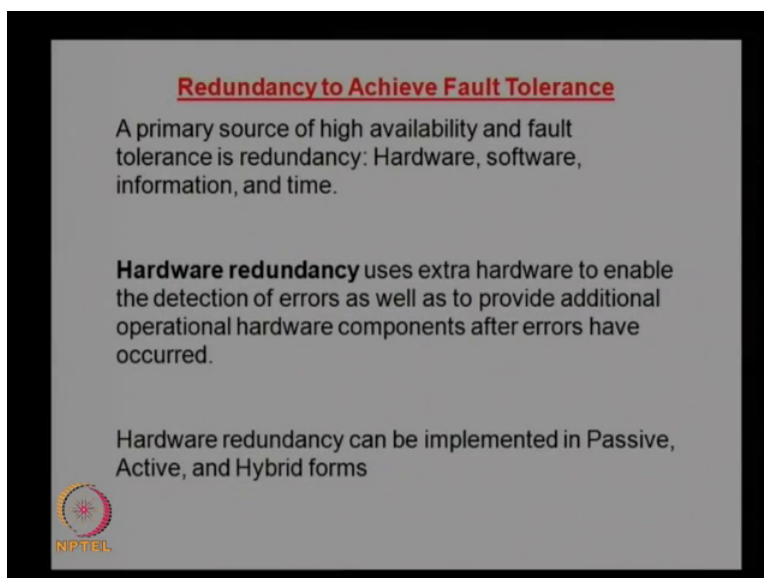 Redundancy to Achieve Fault Tolerance
A primary source of high availability and fault
tolerance is redundancy: Hardware, software,
information, and time.
Hardware redundancy uses extra hardware to enable
the detection of errors as well as to provide additional
operational hardware components after errors have
occurred.
Hardware redundancy can be implemented in Passive,
Active, and Hybrid forms
NPTEL